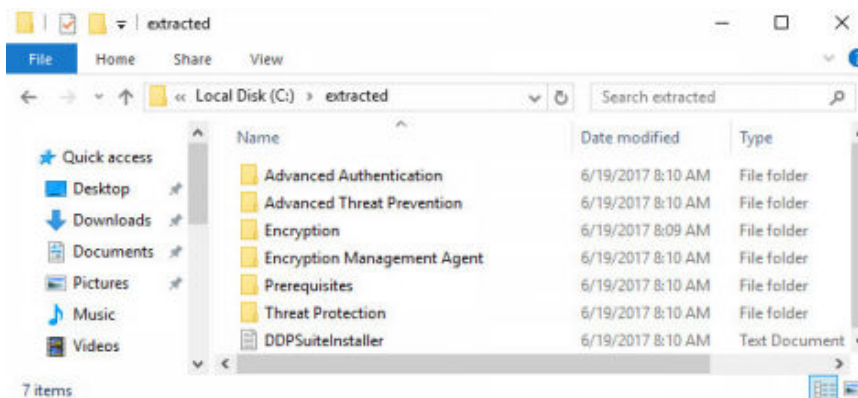 extracted
File Home Share View
« Local Disk (C:) › extracted Search extracted
Name Date modified Type
Quick access
Desktop
Downloads
Documents
Pictures
Music
Videos
Advanced Authentication 6/19/2017 8:10 AM File folder
Advanced Threat Prevention 6/19/2017 8:10 AM File folder
Encryption 6/19/2017 8:09 AM File folder
Encryption Management Agent 6/19/2017 8:10 AM File folder
Prerequisites 6/19/2017 8:10 AM File folder
Threat Protection 6/19/2017 8:10 AM File folder
DDPSuiteInstaller 6/19/2017 8:10 AM Text Document
7 items